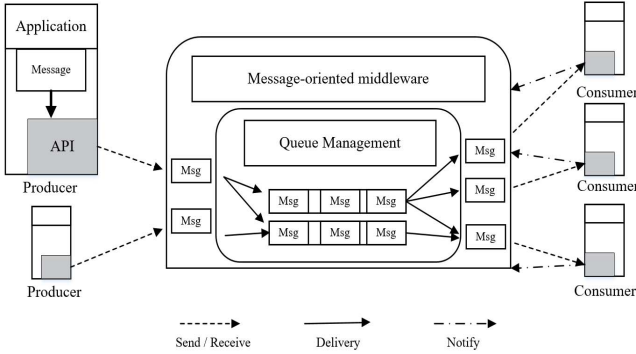 Application
Message
API
Producer
Producer
Message-oriented middleware
Queue Management
Msg
Msg
Msg Msg Msg
Msg Msg Msg
Msg
Msg
Msg
Consumer
Consumer
Consumer
Send / Receive
Delivery
Notify